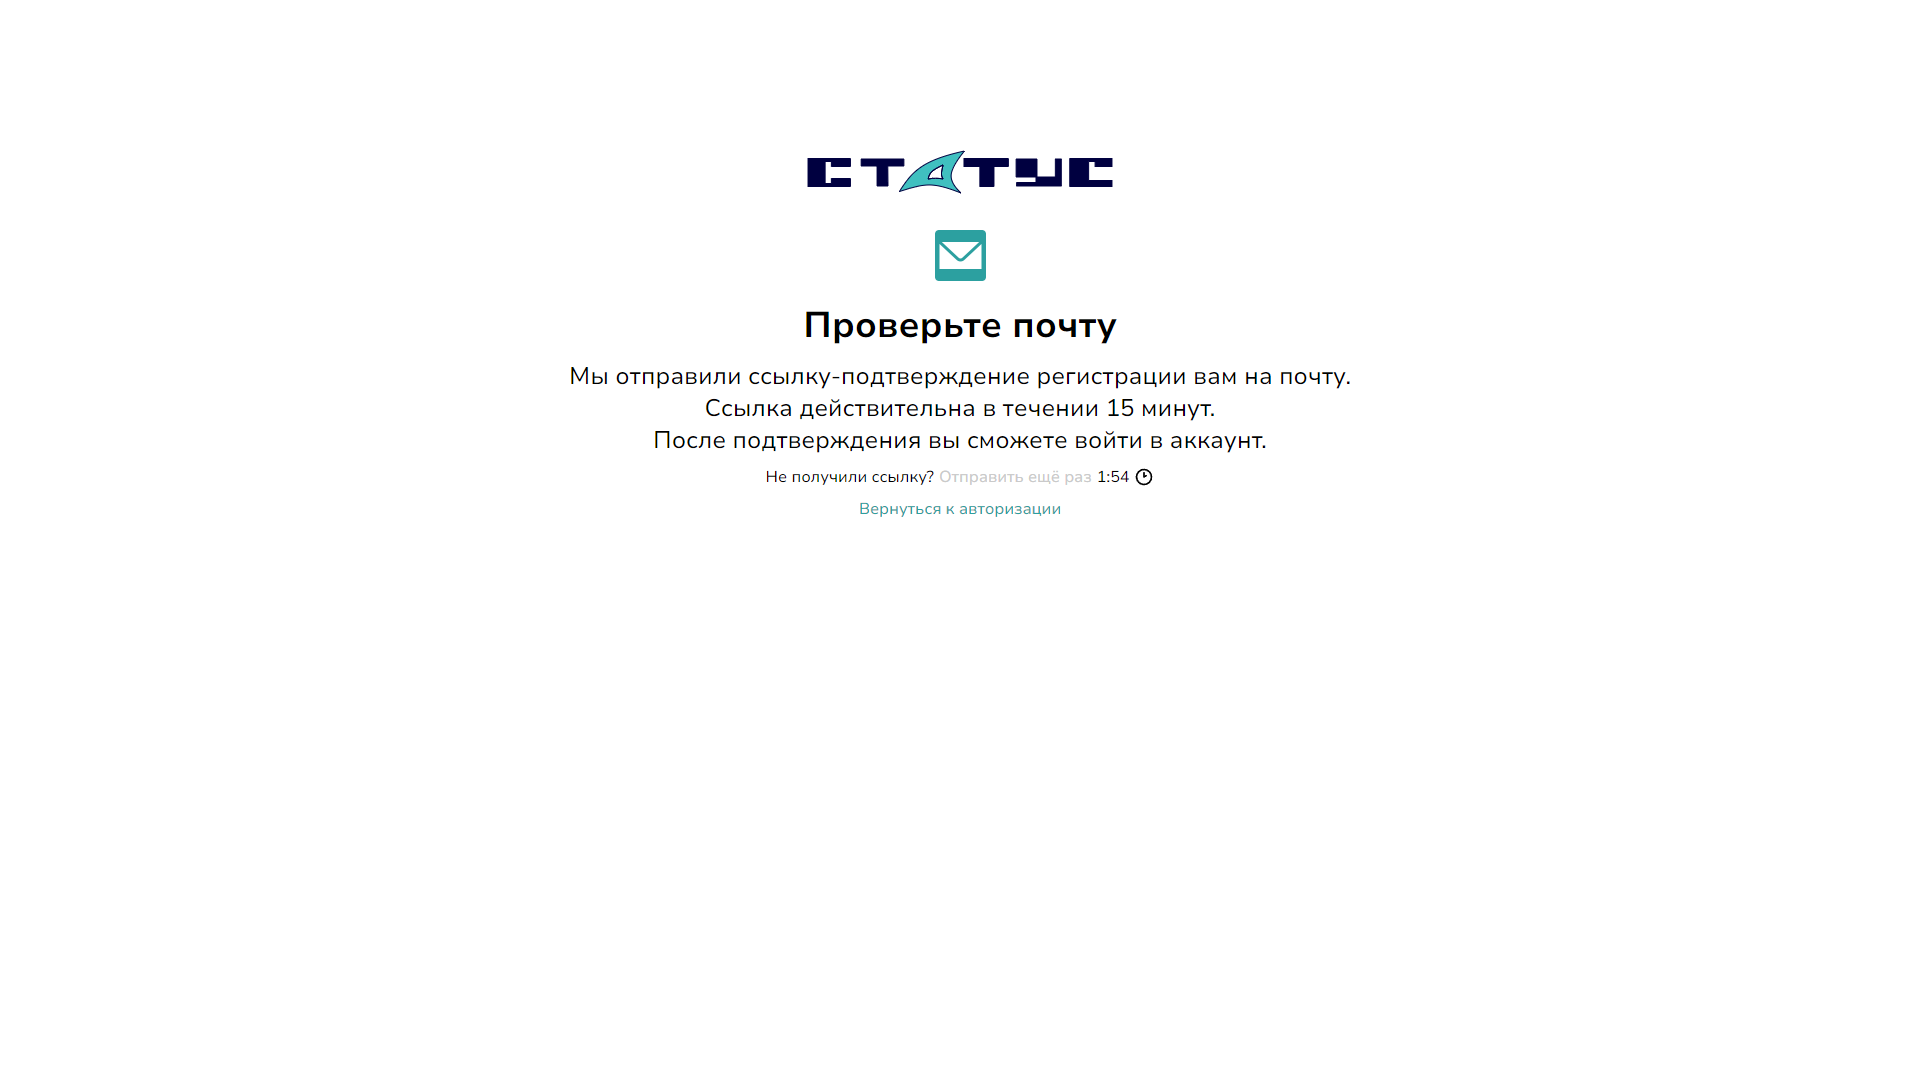 СТАТУС
Проверьте почту
Мы отправили ссылку-подтверждение регистрации вам на почту.
Ссылка действительна в течении 15 минут.
После подтверждения вы сможете войти в аккаунт.
Не получили ссылку? Отправить ещё раз 1:54
Вернуться к авторизации